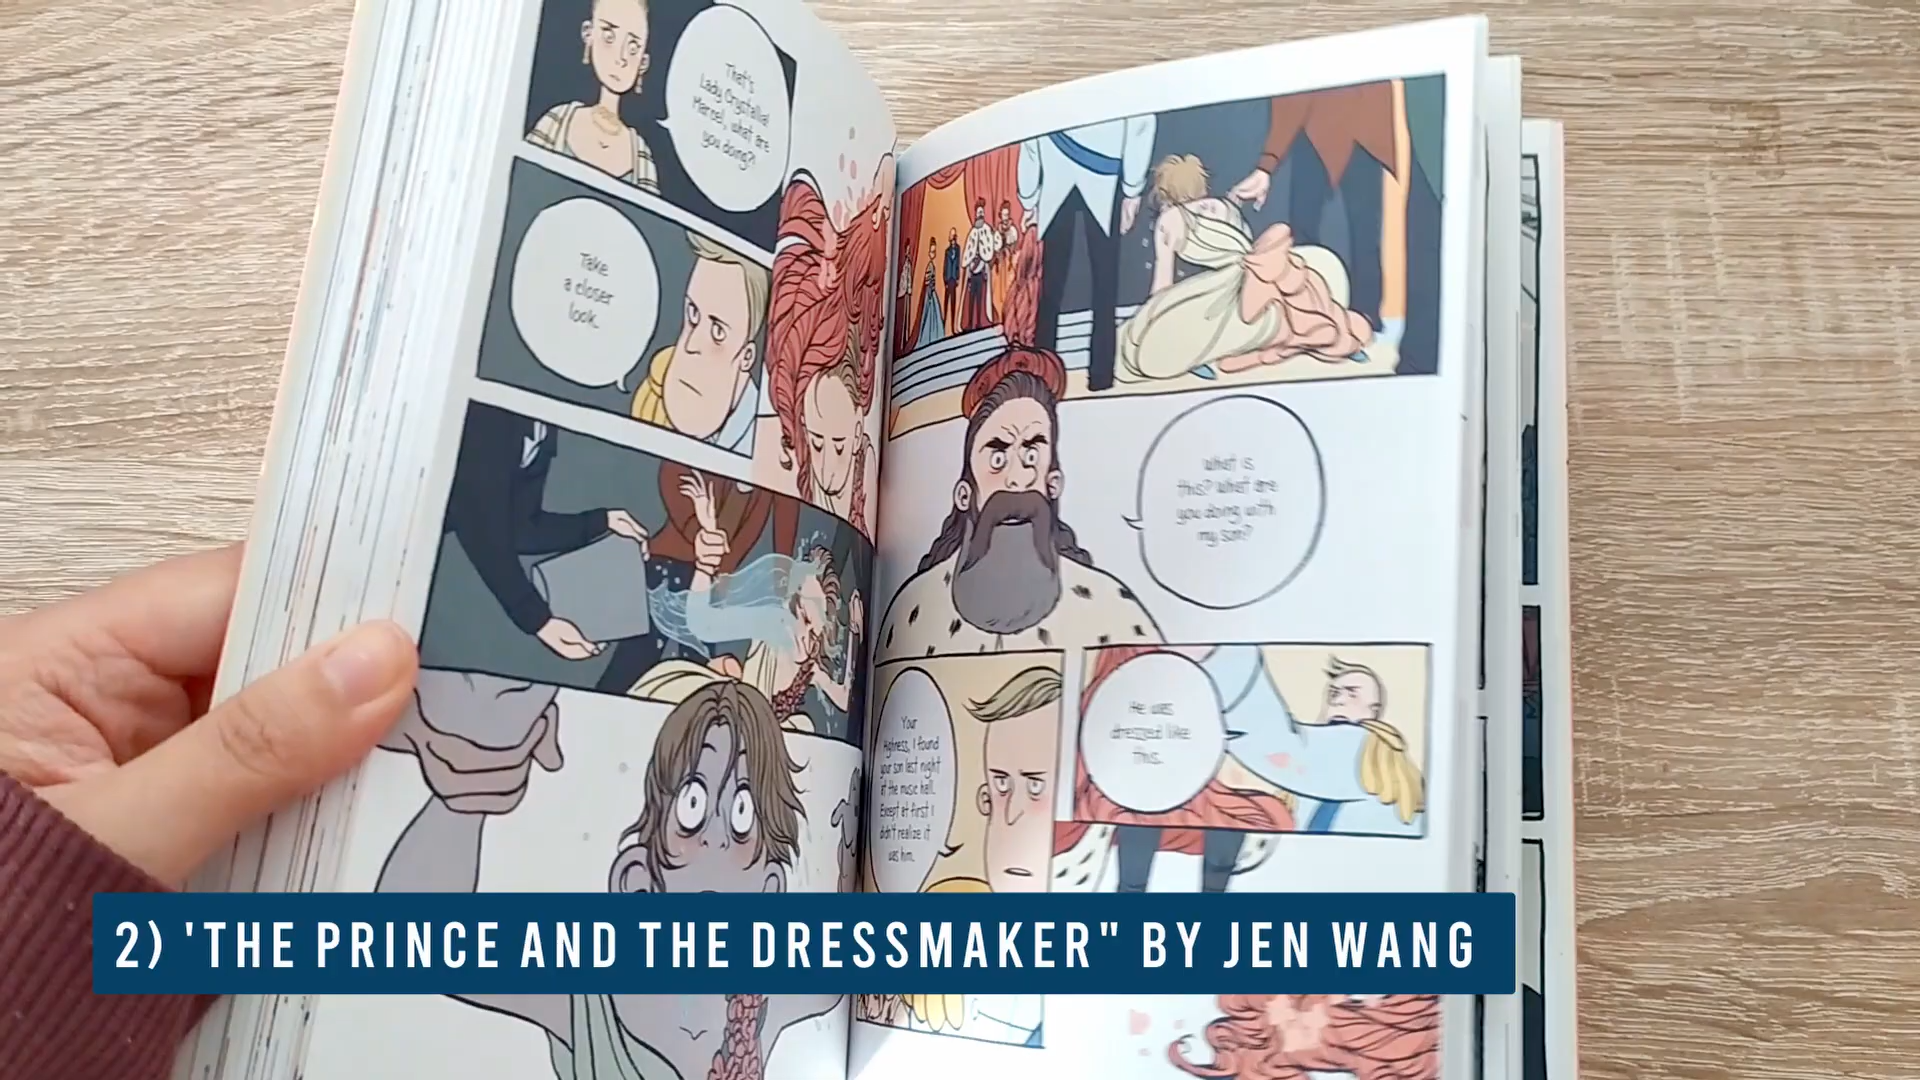 That's
Lady Crystallia!
Marcel, what are
you doing?!
Take
a closer
look.
What is
this? What are
you doing with
my son?
Your
Highness, I found
your son last night
at the music hall.
Except at first I
didn't realize it
was him.
He was
dressed like
this.
2) 'THE PRINCE AND THE DRESSMAKER" BY JEN WANG